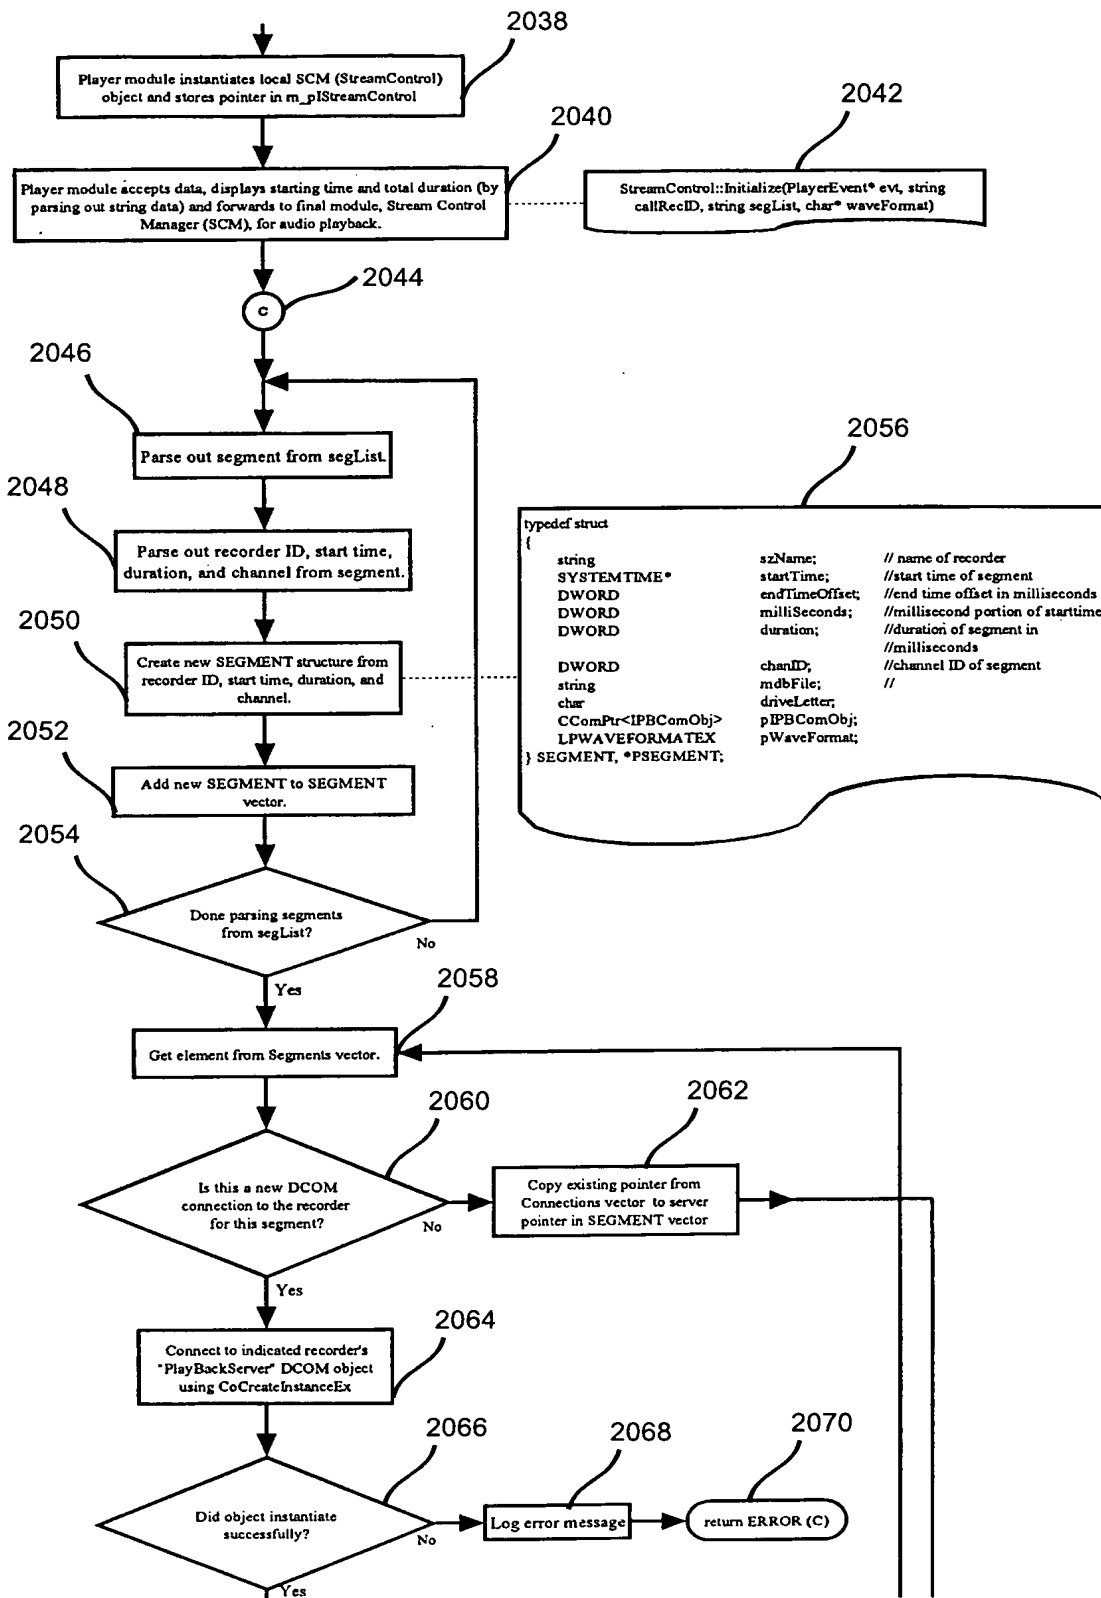 2038
Player module instantiates local SCM (StreamControl)
object and stores pointer in m_pIStreamControl
2040
2042
Player module accepts data, displays starting time and total duration (by
parsing out string data) and forwards to final module, Stream Control
Manager (SCM), for audio playback.
StreamControl::Initialize(PlayerEvent* evt, string
callRecID, string segList, char* waveFormat)
2044
C
2046
Parse out segment from segList.
2048
Parse out recorder ID, start time,
duration, and channel from segment.
2050
Create new SEGMENT structure from
recorder ID, start time, duration, and
channel.
2056
typedef struct
{
string szName; // name of recorder
SYSTEMTIME* startTime; //start time of segment
DWORD endTimeOffset; //end time offset in milliseconds
DWORD milliSeconds; //millisecond portion of starttime
DWORD duration; //duration of segment in
//milliseconds
DWORD chanID; //channel ID of segment
string mdbFile; //
char driveLetter;
CComPtr<IPBComObj> pIPBComObj;
LPWAVEFORMATEX pWaveFormat;
} SEGMENT, *PSEGMENT;
2052
Add new SEGMENT to SEGMENT
vector.
2054
Done parsing segments
from segList?
No
Yes
2058
Get element from Segments vector.
2060
Is this a new DCOM
connection to the recorder
for this segment?
No
2062
Copy existing pointer from
Connections vector to server
pointer in SEGMENT vector
Yes
2064
Connect to indicated recorder's
"PlayBackServer" DCOM object
using CoCreateInstanceEx
2066
Did object instantiate
successfully?
No
2068
Log error message
2070
return ERROR (C)
Yes